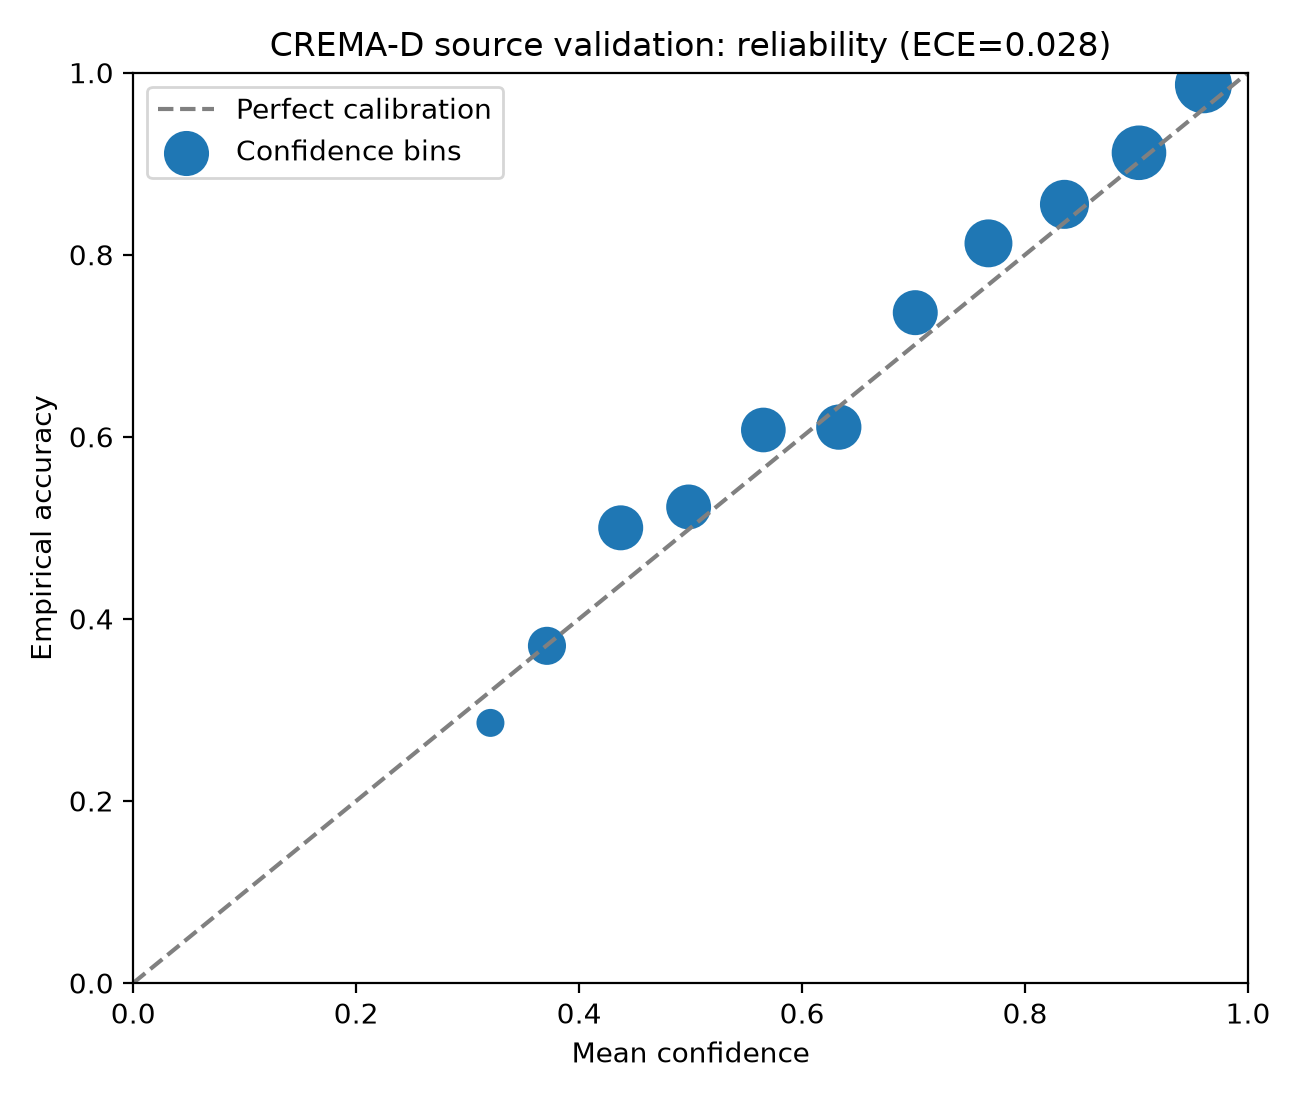 CREMA-D source validation: reliability (ECE=0.028)
Perfect calibration
Confidence bins
Empirical accuracy
1.0
0.8
0.6
0.4
0.2
0.0
0.0 0.2 0.4 0.6 0.8 1.0
Mean confidence